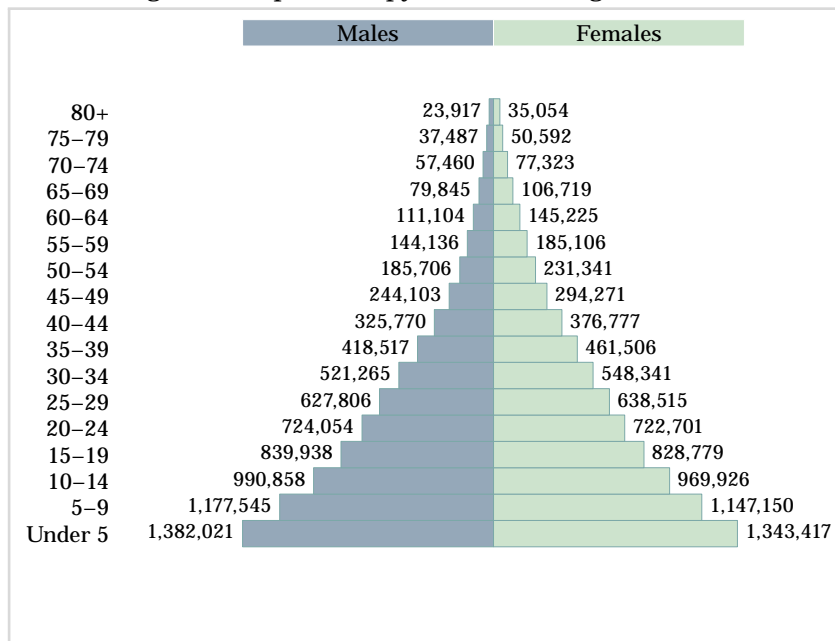 Males Females
80+ 23,917 35,054
75–79 37,487 50,592
70–74 57,460 77,323
65–69 79,845 106,719
60–64 111,104 145,225
55–59 144,136 185,106
50–54 185,706 231,341
45–49 244,103 294,271
40–44 325,770 376,777
35–39 418,517 461,506
30–34 521,265 548,341
25–29 627,806 638,515
20–24 724,054 722,701
15–19 839,938 828,779
10–14 990,858 969,926
5–9 1,177,545 1,147,150
Under 5 1,382,021 1,343,417